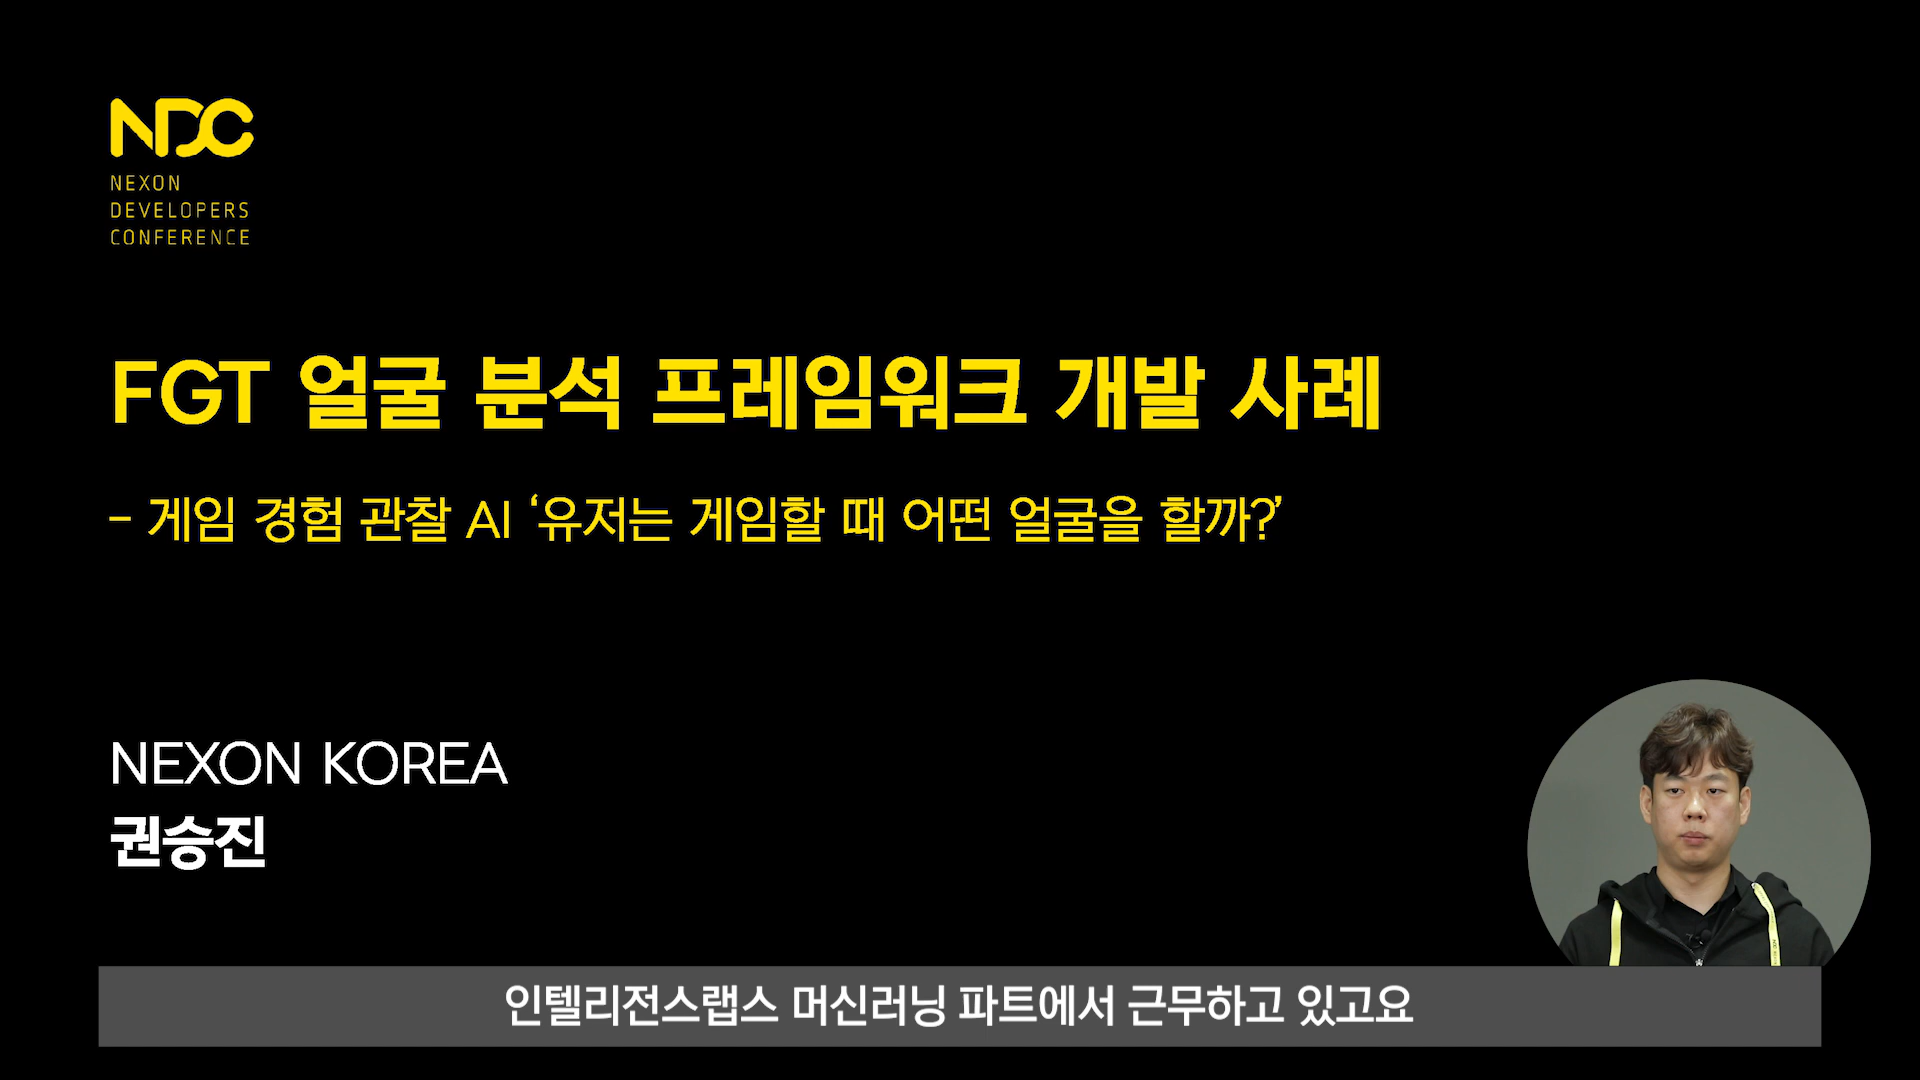 NDC
NEXON
DEVELOPERS
CONFERENCE
FGT 얼굴 분석 프레임워크 개발 사례
- 게임 경험 관찰 AI ‘유저는 게임할 때 어떤 얼굴을 할까?’
NEXON KOREA
권승진
인텔리전스랩스 머신러닝 파트에서 근무하고 있고요